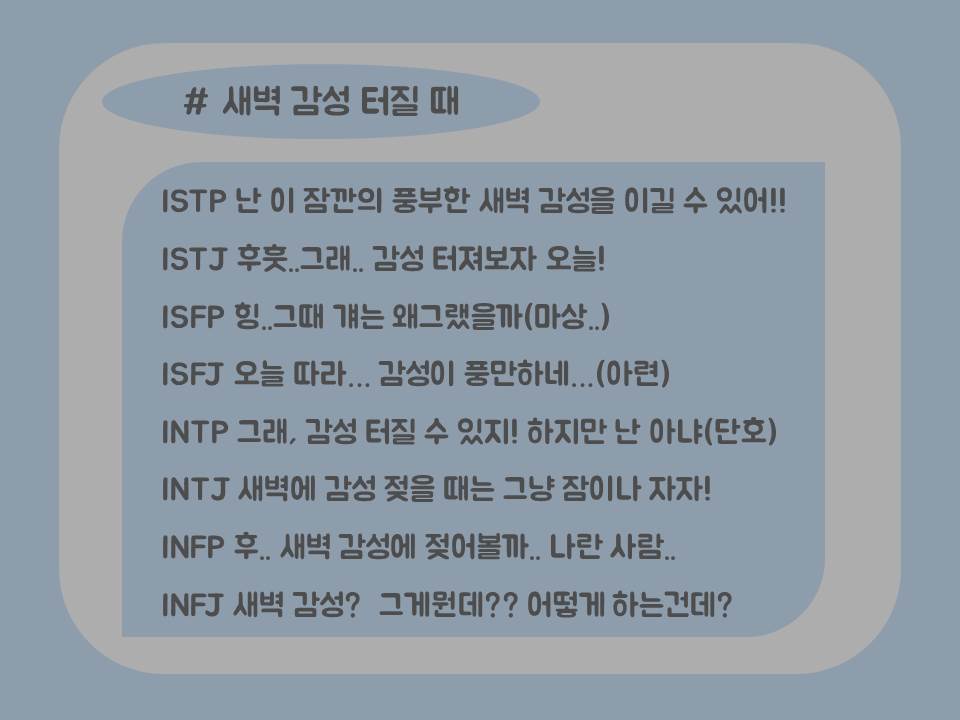 # 새벽 감성 터질 때
ISTP 난 이 잠깐의 풍부한 새벽 감성을 이길 수 있어!!
ISTJ 후훗..그래.. 감성 터져보자 오늘!
ISFP 힝..그때 걔는 왜그랬을까(마상..)
ISFJ 오늘 따라... 감성이 풍만하네...(아련)
INTP 그래, 감성 터질 수 있지! 하지만 난 아냐(단호)
INTJ 새벽에 감성 젖을 때는 그냥 잠이나 자자!
INFP 후.. 새벽 감성에 젖어볼까.. 나란 사람..
INFJ 새벽 감성? 그게뭔데?? 어떻게 하는건데?